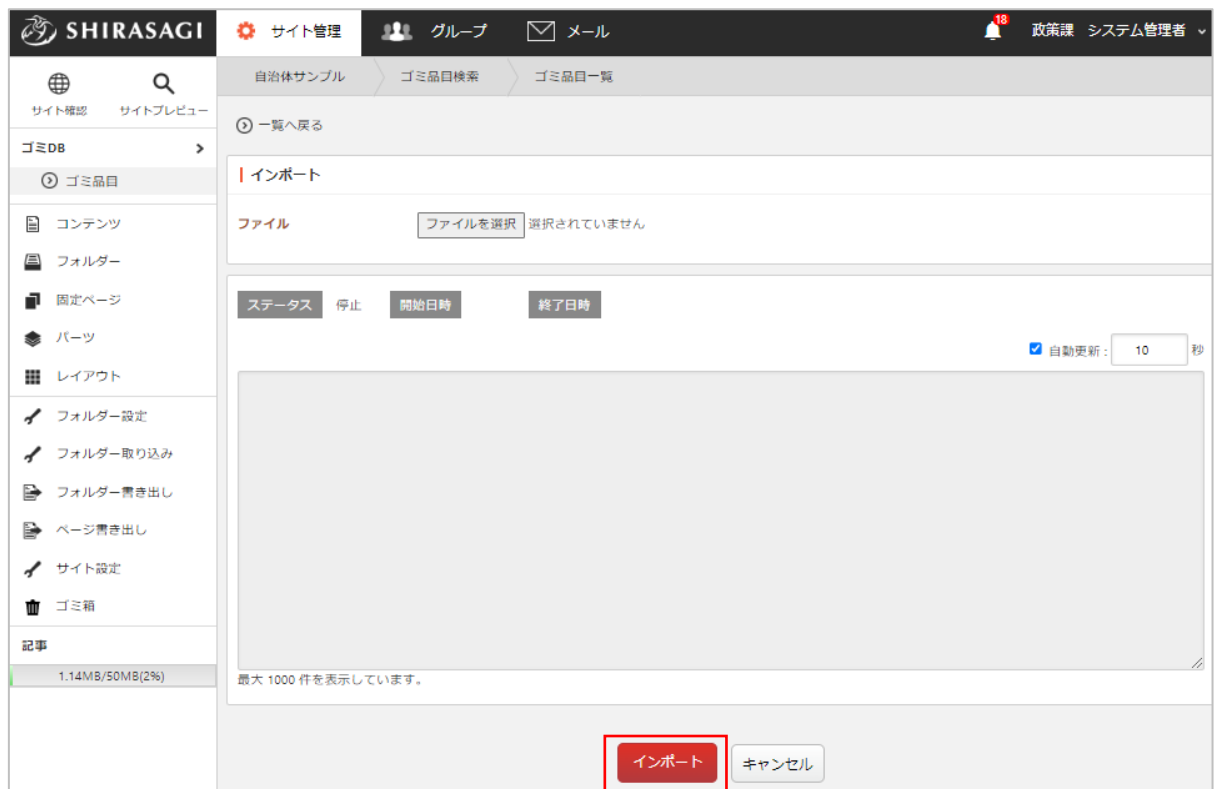 SHIRASAGI
サイト管理
グループ
メール
18
政策課 システム管理者
サイト確認
サイトプレビュー
自治体サンプル
ゴミ品目検索
ゴミ品目一覧
ゴミDB
ゴミ品目
コンテンツ
フォルダー
固定ページ
パーツ
レイアウト
フォルダー設定
フォルダー取り込み
フォルダー書き出し
ページ書き出し
サイト設定
ゴミ箱
記事
1.14MB/50MB(2%)
一覧へ戻る
インポート
ファイル ファイルを選択 選択されていません
ステータス 停止 開始日時 終了日時
自動更新 : 10 秒
最大 1000 件を表示しています。
インポート キャンセル